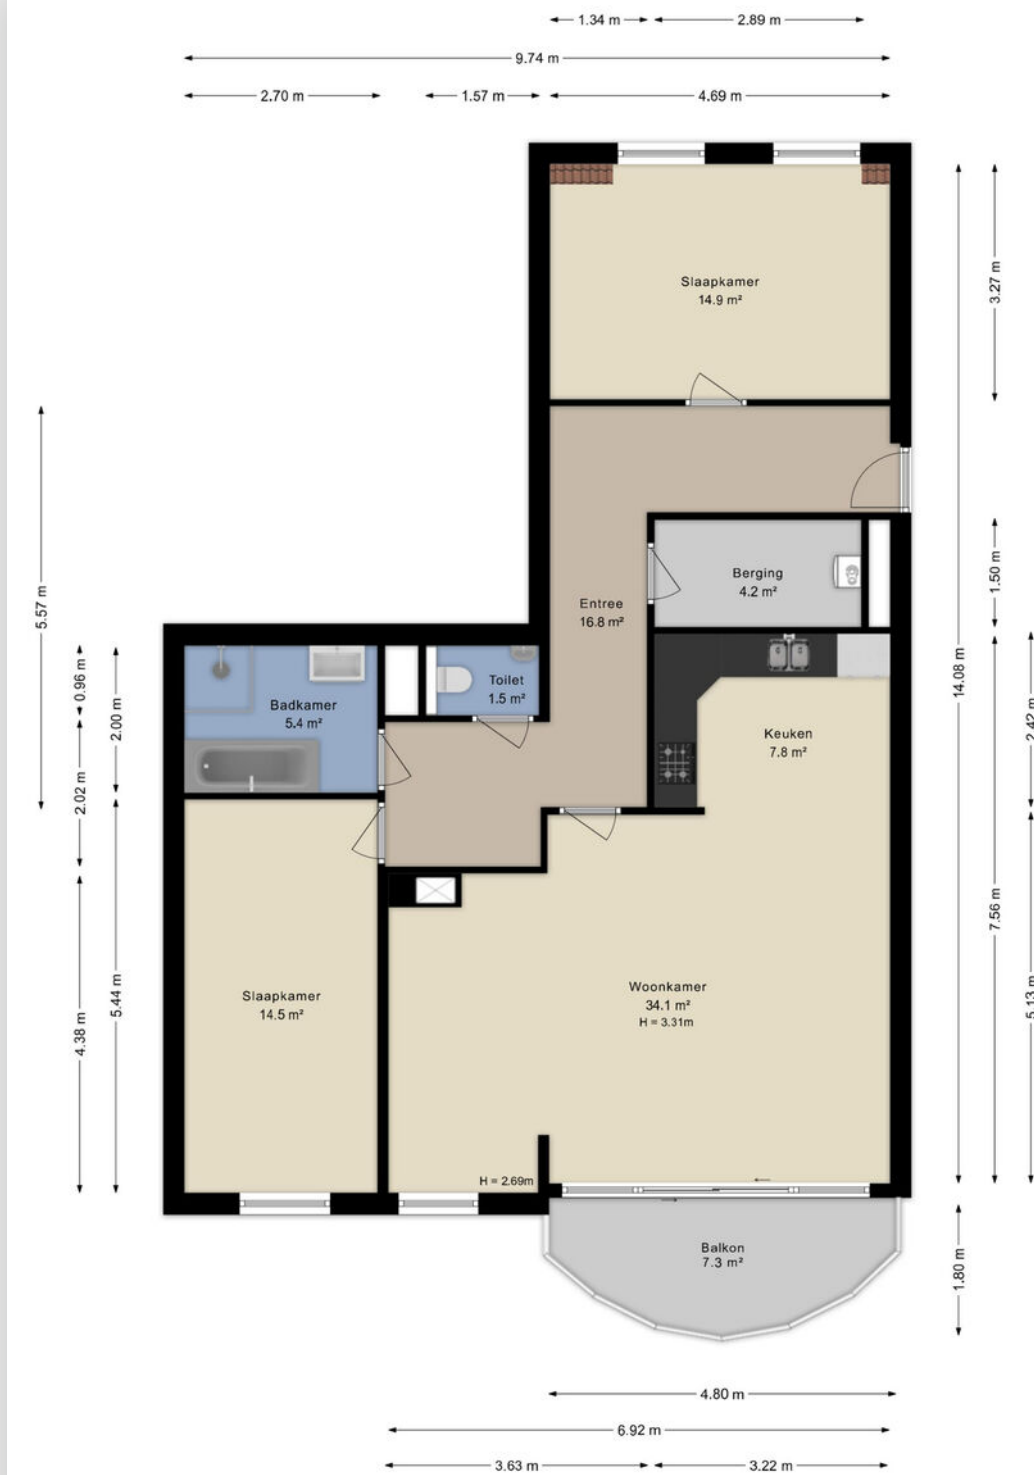 1.34 m
2.89 m
9.74 m
2.70 m
1.57 m
4.69 m
Slaapkamer
14.9 m²
3.27 m
5.57 m
Berging
4.2 m²
1.50 m
Entree
16.8 m²
14.08 m
0.96 m
2.00 m
Badkamer
5.4 m²
Toilet
1.5 m²
Keuken
7.8 m²
2.42 m
2.02 m
7.56 m
Slaapkamer
14.5 m²
Woonkamer
34.1 m²
H = 3.31m
5.44 m
4.38 m
5.13 m
H = 2.69m
Balkon
7.3 m²
1.80 m
4.80 m
6.92 m
3.63 m
3.22 m